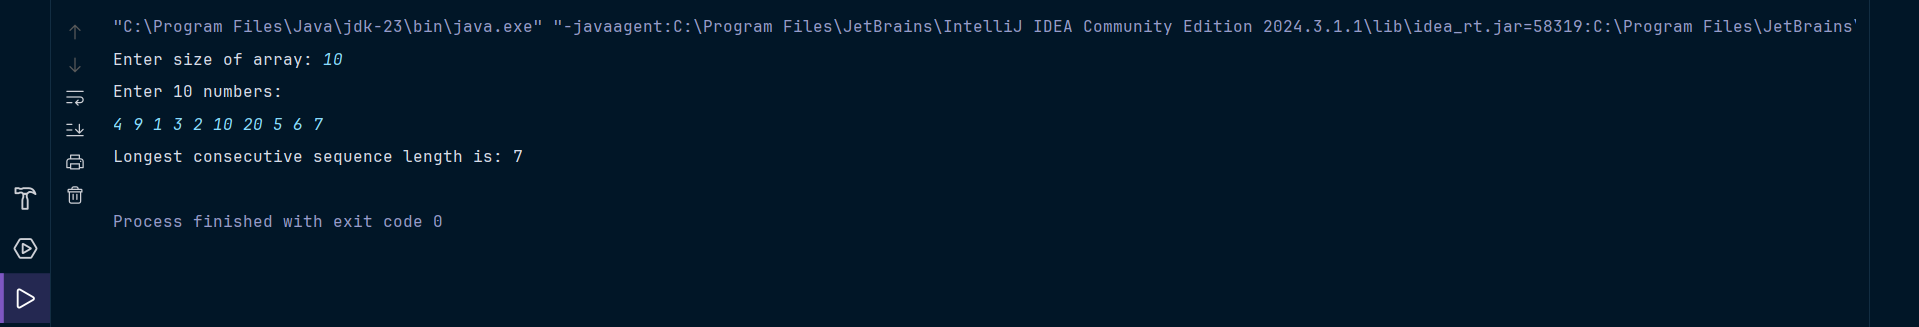 "C:\Program Files\Java\jdk-23\bin\java.exe" "-javaagent:C:\Program Files\JetBrains\IntelliJ IDEA Community Edition 2024.3.1.1\lib\idea_rt.jar=58319:C:\Program Files\JetBrains\
Enter size of array: 10
Enter 10 numbers:
4 9 1 3 2 10 20 5 6 7
Longest consecutive sequence length is: 7
Process finished with exit code 0